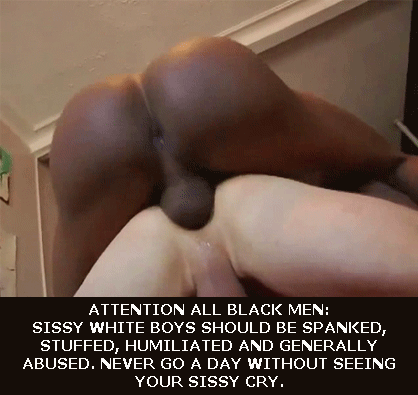 ATTENTION ALL BLACK MEN:
SISSY WHITE BOYS SHOULD BE SPANKED,
STUFFED, HUMILIATED AND GENERALLY
ABUSED. NEVER GO A DAY WITHOUT SEEING
YOUR SISSY CRY.